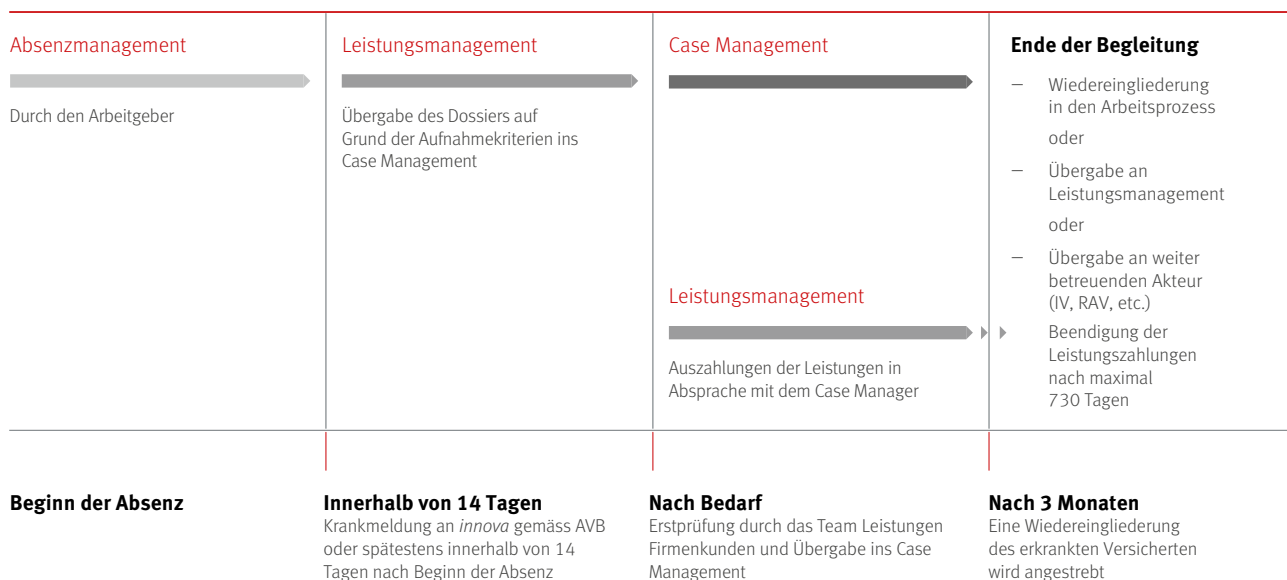 Absenzmanagement
Durch den Arbeitgeber
Leistungsmanagement
Übergabe des Dossiers auf
Grund der Aufnahmekriterien ins
Case Management
Case Management
Leistungsmanagement
Auszahlungen der Leistungen in
Absprache mit dem Case Manager
Ende der Begleitung
– Wiedereingliederung
in den Arbeitsprozess
oder
– Übergabe an
Leistungsmanagement
oder
– Übergabe an weiter
betreuenden Akteur
(IV, RAV, etc.)
Beendigung der
Leistungszahlungen
nach maximal
730 Tagen
Beginn der Absenz
Innerhalb von 14 Tagen
Krankmeldung an innova gemäss AVB
oder spätestens innerhalb von 14
Tagen nach Beginn der Absenz
Nach Bedarf
Erstprüfung durch das Team Leistungen
Firmenkunden und Übergabe ins Case
Management
Nach 3 Monaten
Eine Wiedereingliederung
des erkrankten Versicherten
wird angestrebt